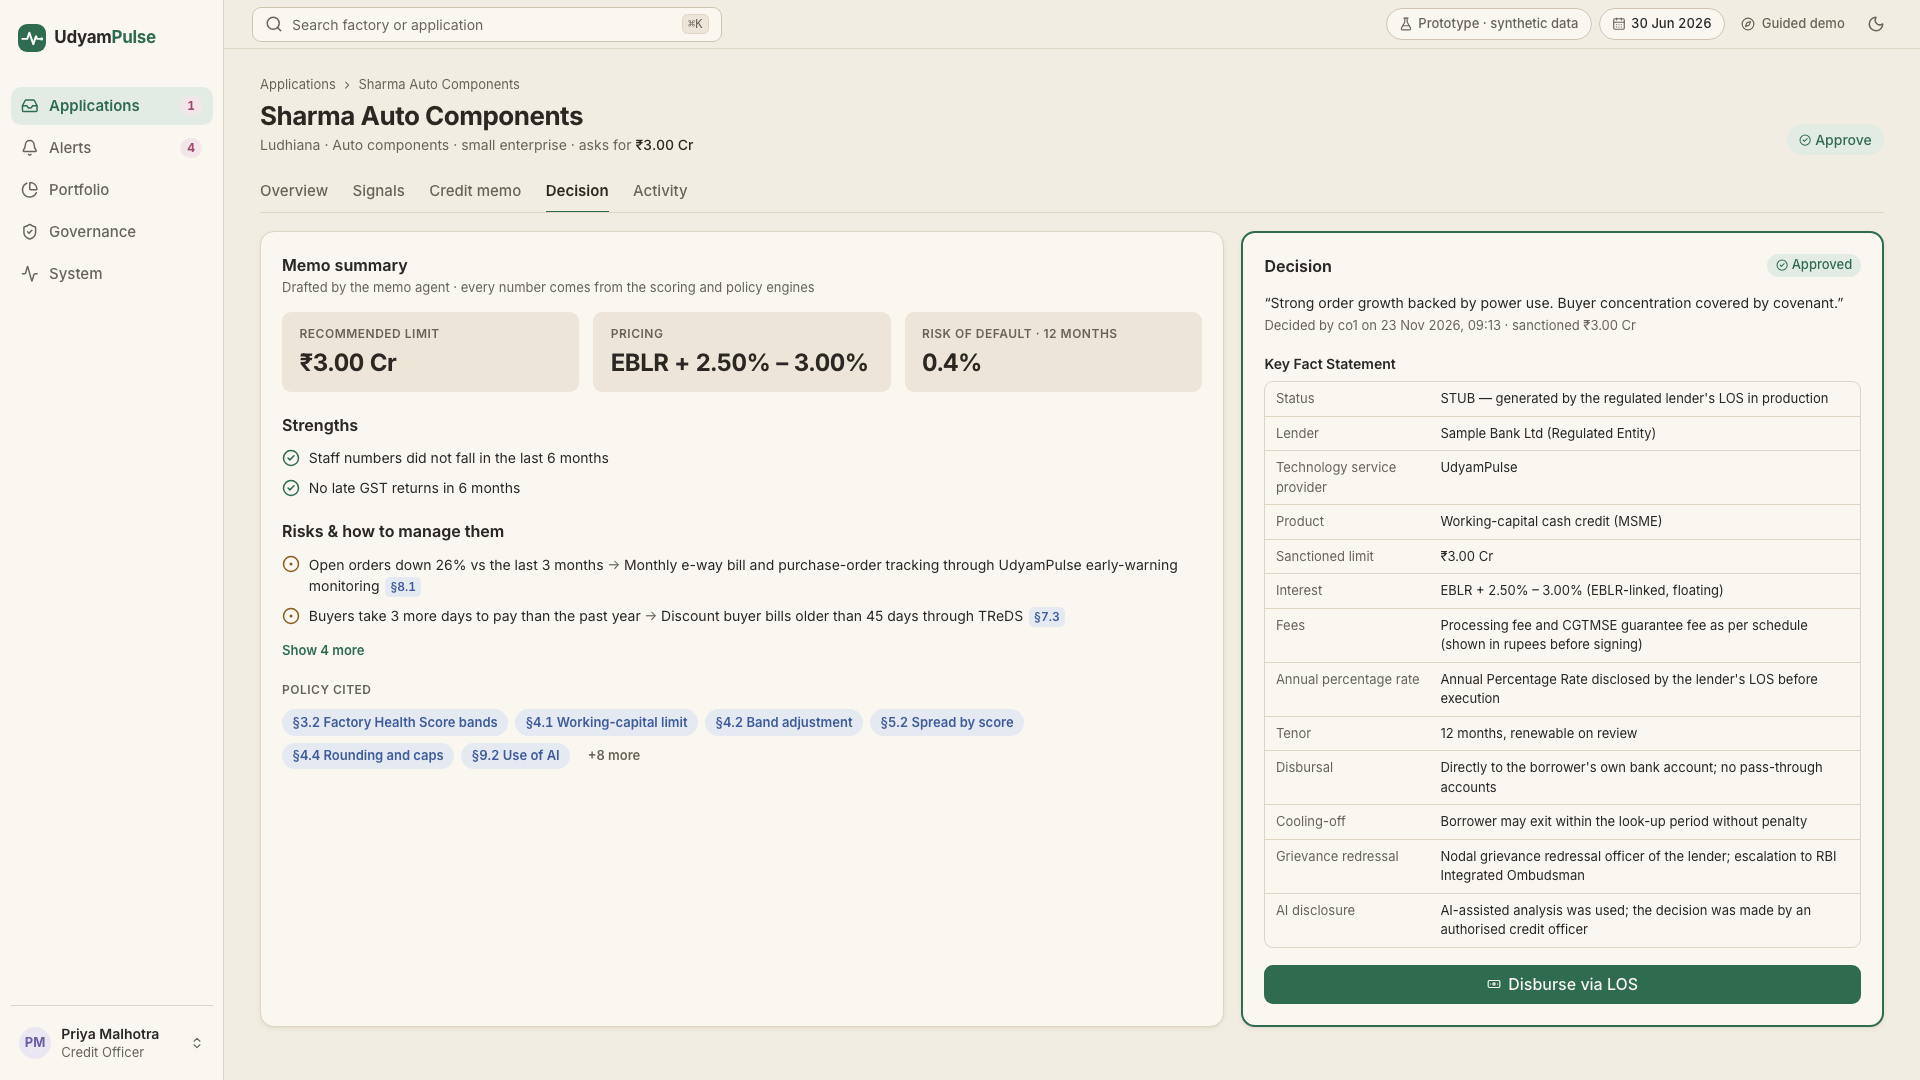 UdyamPulse
Search factory or application
⌘K
Prototype · synthetic data
30 Jun 2026
Guided demo
Applications 1
Alerts 4
Portfolio
Governance
System
Applications › Sharma Auto Components
Sharma Auto Components
Ludhiana · Auto components · small enterprise · asks for ₹3.00 Cr
Approve
Overview Signals Credit memo Decision Activity
Memo summary
Drafted by the memo agent · every number comes from the scoring and policy engines
RECOMMENDED LIMIT
₹3.00 Cr
PRICING
EBLR + 2.50% – 3.00%
RISK OF DEFAULT · 12 MONTHS
0.4%
Strengths
Staff numbers did not fall in the last 6 months
No late GST returns in 6 months
Risks & how to manage them
Open orders down 26% vs the last 3 months → Monthly e-way bill and purchase-order tracking through UdyamPulse early-warning
monitoring §8.1
Buyers take 3 more days to pay than the past year → Discount buyer bills older than 45 days through TReDS §7.3
Show 4 more
POLICY CITED
§3.2 Factory Health Score bands §4.1 Working-capital limit §4.2 Band adjustment §5.2 Spread by score
§4.4 Rounding and caps §9.2 Use of AI +8 more
Decision
Approved
“Strong order growth backed by power use. Buyer concentration covered by covenant.”
Decided by co1 on 23 Nov 2026, 09:13 · sanctioned ₹3.00 Cr
Key Fact Statement
Status STUB — generated by the regulated lender's LOS in production
Lender Sample Bank Ltd (Regulated Entity)
Technology service UdyamPulse
provider
Product Working-capital cash credit (MSME)
Sanctioned limit ₹3.00 Cr
Interest EBLR + 2.50% – 3.00% (EBLR-linked, floating)
Fees Processing fee and CGTMSE guarantee fee as per schedule
(shown in rupees before signing)
Annual percentage rate Annual Percentage Rate disclosed by the lender's LOS before
execution
Tenor 12 months, renewable on review
Disbursal Directly to the borrower's own bank account; no pass-through
accounts
Cooling-off Borrower may exit within the look-up period without penalty
Grievance redressal Nodal grievance redressal officer of the lender; escalation to RBI
Integrated Ombudsman
AI disclosure AI-assisted analysis was used; the decision was made by an
authorised credit officer
Disburse via LOS
PM
Priya Malhotra
Credit Officer